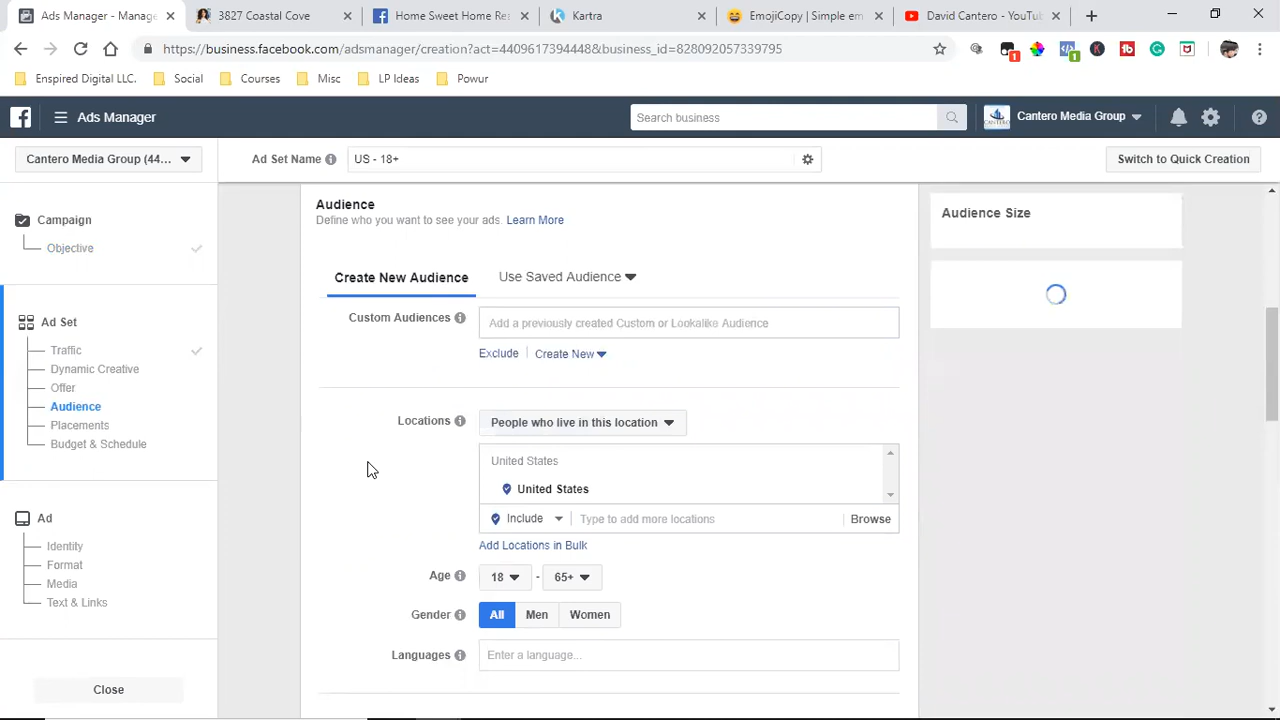 Ads Manager - Manage
3827 Coastal Cove
Home Sweet Home Res
Kartra
EmojiCopy | Simple em
David Cantero - YouTu
https://business.facebook.com/adsmanager/creation?act=4409617394448&business_id=828092057339795
Enspired Digital LLC.
Social
Courses
Misc
LP Ideas
Powur
Ads Manager
Search business
Cantero Media Group
Cantero Media Group (44...
Ad Set Name
US - 18+
Switch to Quick Creation
Campaign
Objective
Ad Set
Traffic
Dynamic Creative
Offer
Audience
Placements
Budget & Schedule
Ad
Identity
Format
Media
Text & Links
Close
Audience
Define who you want to see your ads. Learn More
Create New Audience
Use Saved Audience
Custom Audiences
Add a previously created Custom or Lookalike Audience
Exclude
Create New
Locations
People who live in this location
United States
United States
Include
Type to add more locations
Browse
Add Locations in Bulk
Age
18
-
65+
Gender
All
Men
Women
Languages
Enter a language...
Audience Size